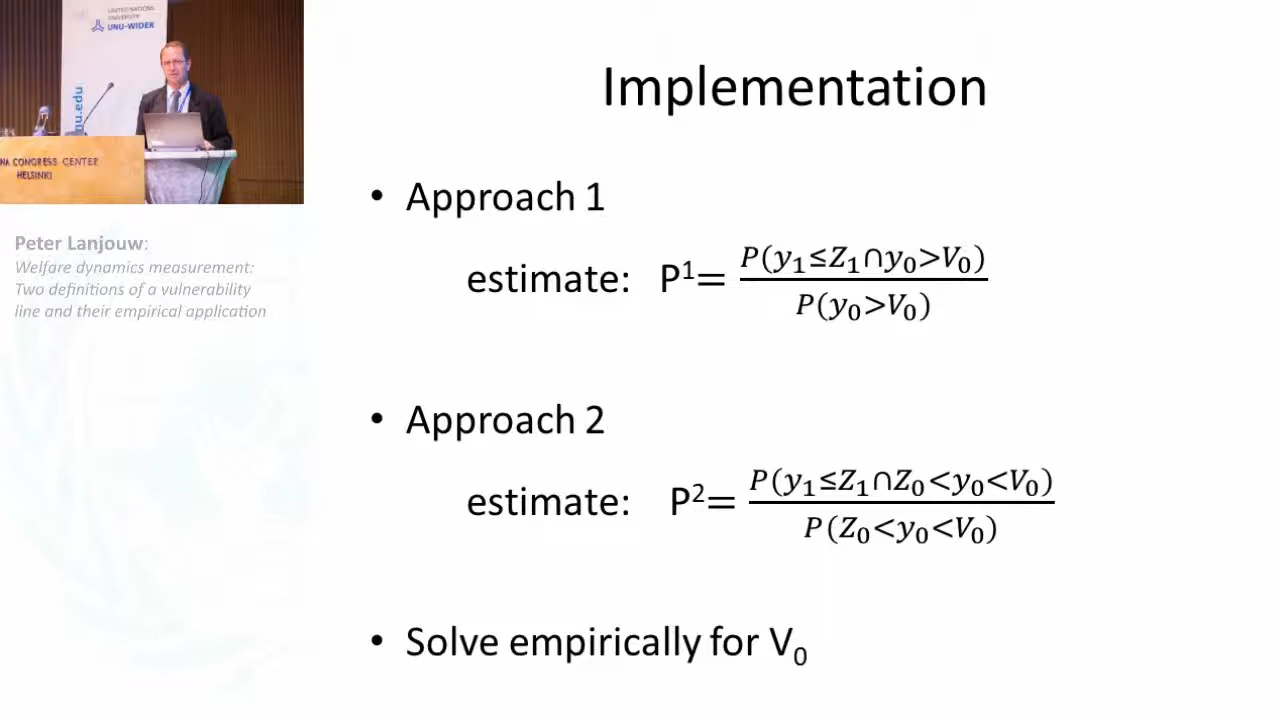 UNITED NATIONS
UNIVERSITY
UNU-WIDER
nu.edu
NA CONGRESS CENTER
HELSINKI
Peter Lanjouw:
Welfare dynamics measurement:
Two definitions of a vulnerability
line and their empirical application
Implementation
• Approach 1
estimate: P¹= P(y₁≤Z₁∩y₀>V₀)
P(y₀>V₀)
• Approach 2
estimate: P²= P(y₁≤Z₁∩Z₀<y₀<V₀)
P(Z₀<y₀<V₀)
• Solve empirically for V₀